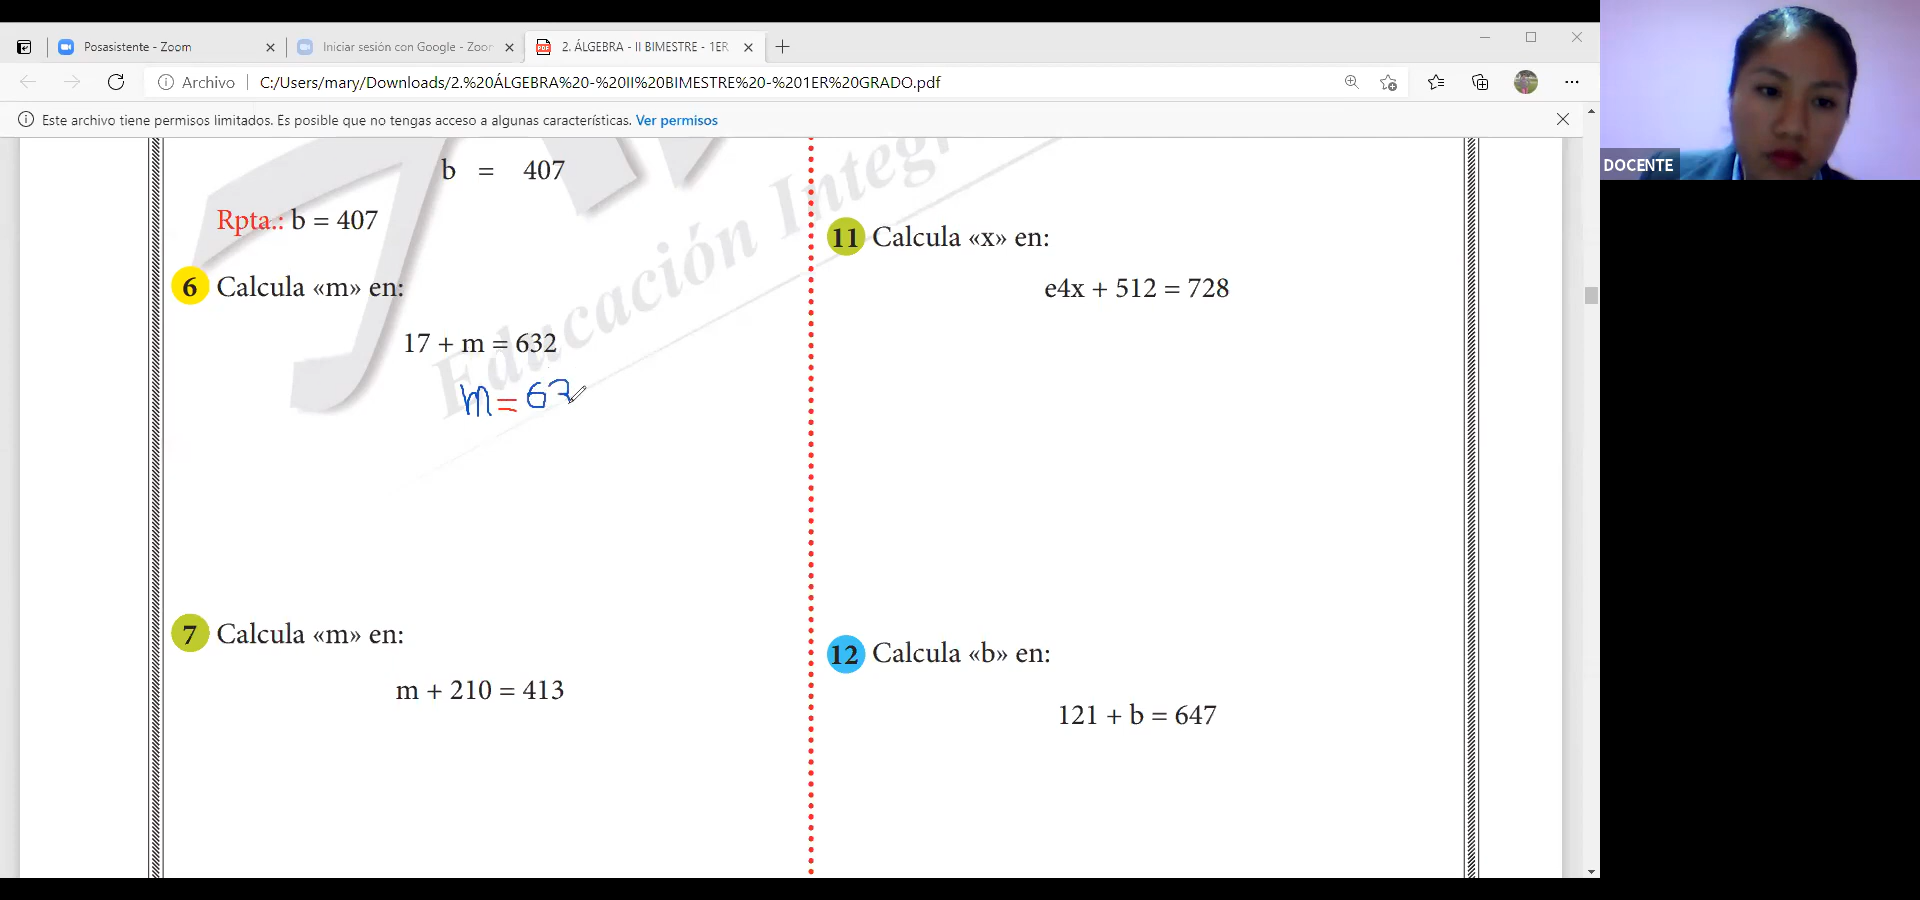 Posasistente - Zoom
Iniciar sesión con Google - Zoo
2. ÁLGEBRA - II BIMESTRE - 1ER
Archivo
C:/Users/mary/Downloads/2.%20ÁLGEBRA%20-%20II%20BIMESTRE%20-%201ER%20GRADO.pdf
Este archivo tiene permisos limitados. Es posible que no tengas acceso a algunas características. Ver permisos
DOCENTE
b = 407
Rpta.: b = 407
6 Calcula «m» en:
17 + m = 632
m = 63
7 Calcula «m» en:
m + 210 = 413
11 Calcula «x» en:
e4x + 512 = 728
12 Calcula «b» en:
121 + b = 647
Educación Integr